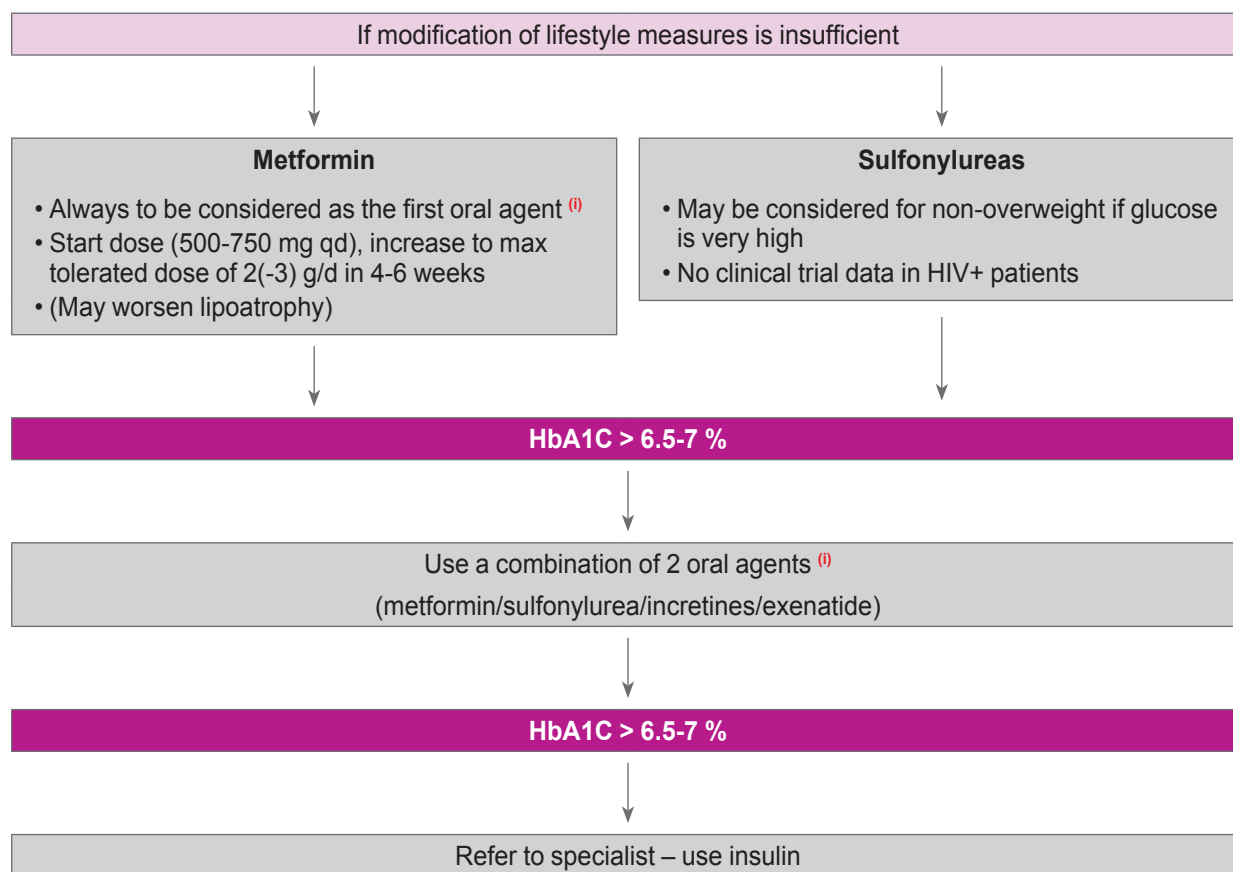 If modification of lifestyle measures is insufficient
Metformin
• Always to be considered as the first oral agent (i)
• Start dose (500-750 mg qd), increase to max
tolerated dose of 2(-3) g/d in 4-6 weeks
• (May worsen lipoatrophy)
Sulfonylureas
• May be considered for non-overweight if glucose
is very high
• No clinical trial data in HIV+ patients
HbA1C > 6.5-7 %
Use a combination of 2 oral agents (i)
(metformin/sulfonylurea/incretines/exenatide)
HbA1C > 6.5-7 %
Refer to specialist – use insulin